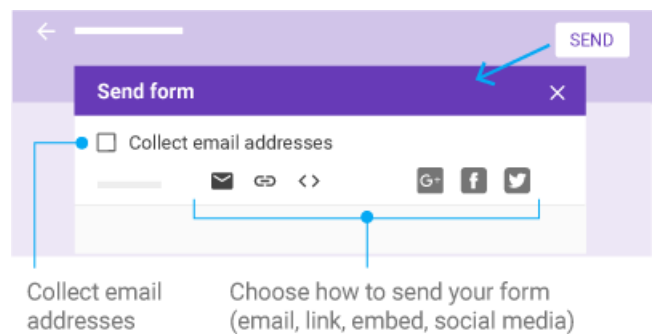 SEND
Send form
Collect email addresses
G+
Collect email
addresses
Choose how to send your form
(email, link, embed, social media)